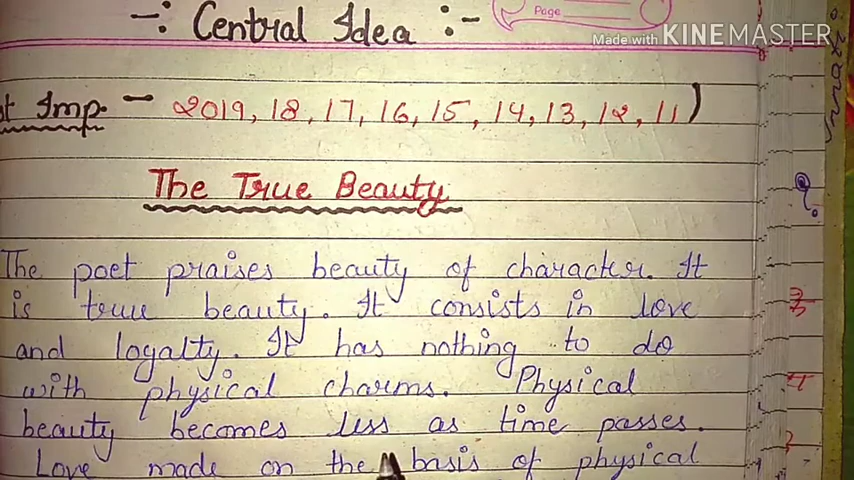 -: Central Idea :-
Page
Made with KINEMASTER
Imp. - 2019, 18, 17, 16, 15, 14, 13, 12, 11)
The True Beauty
The poet praises beauty of character. It
is true beauty. It consists in love
and loyalty. It has nothing to do
with physical charms. Physical
beauty becomes less as time passes.
Love made on the basis of physical